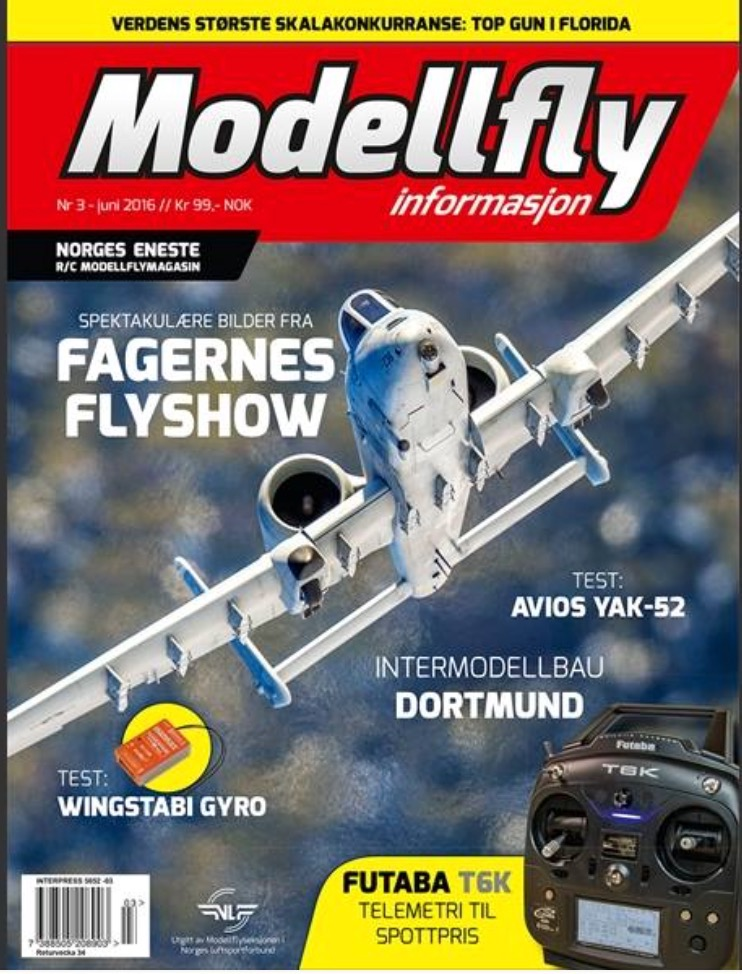 VERDENS STØRSTE SKALAKONKURRANSE: TOP GUN I FLORIDA
Modellfly
informasjon
Nr 3 - juni 2016 // Kr 99,- NOK
NORGES ENESTE
R/C MODELLFLYMAGASIN
SPEKTAKULÆRE BILDER FRA
FAGERNES
FLYSHOW
TEST:
AVIOS YAK-52
INTERMODELLBAU
DORTMUND
TEST:
WINGSTABI GYRO
Futaba
T6K
FUTABA T6K
TELEMETRI TIL
SPOTTPRIS
INTERPRESS 5052 -03
03>
7 388505 208903 >
Returvecka 34
NLF
Utgitt av Modellflyseksjonen i
Norges luftsportforbund